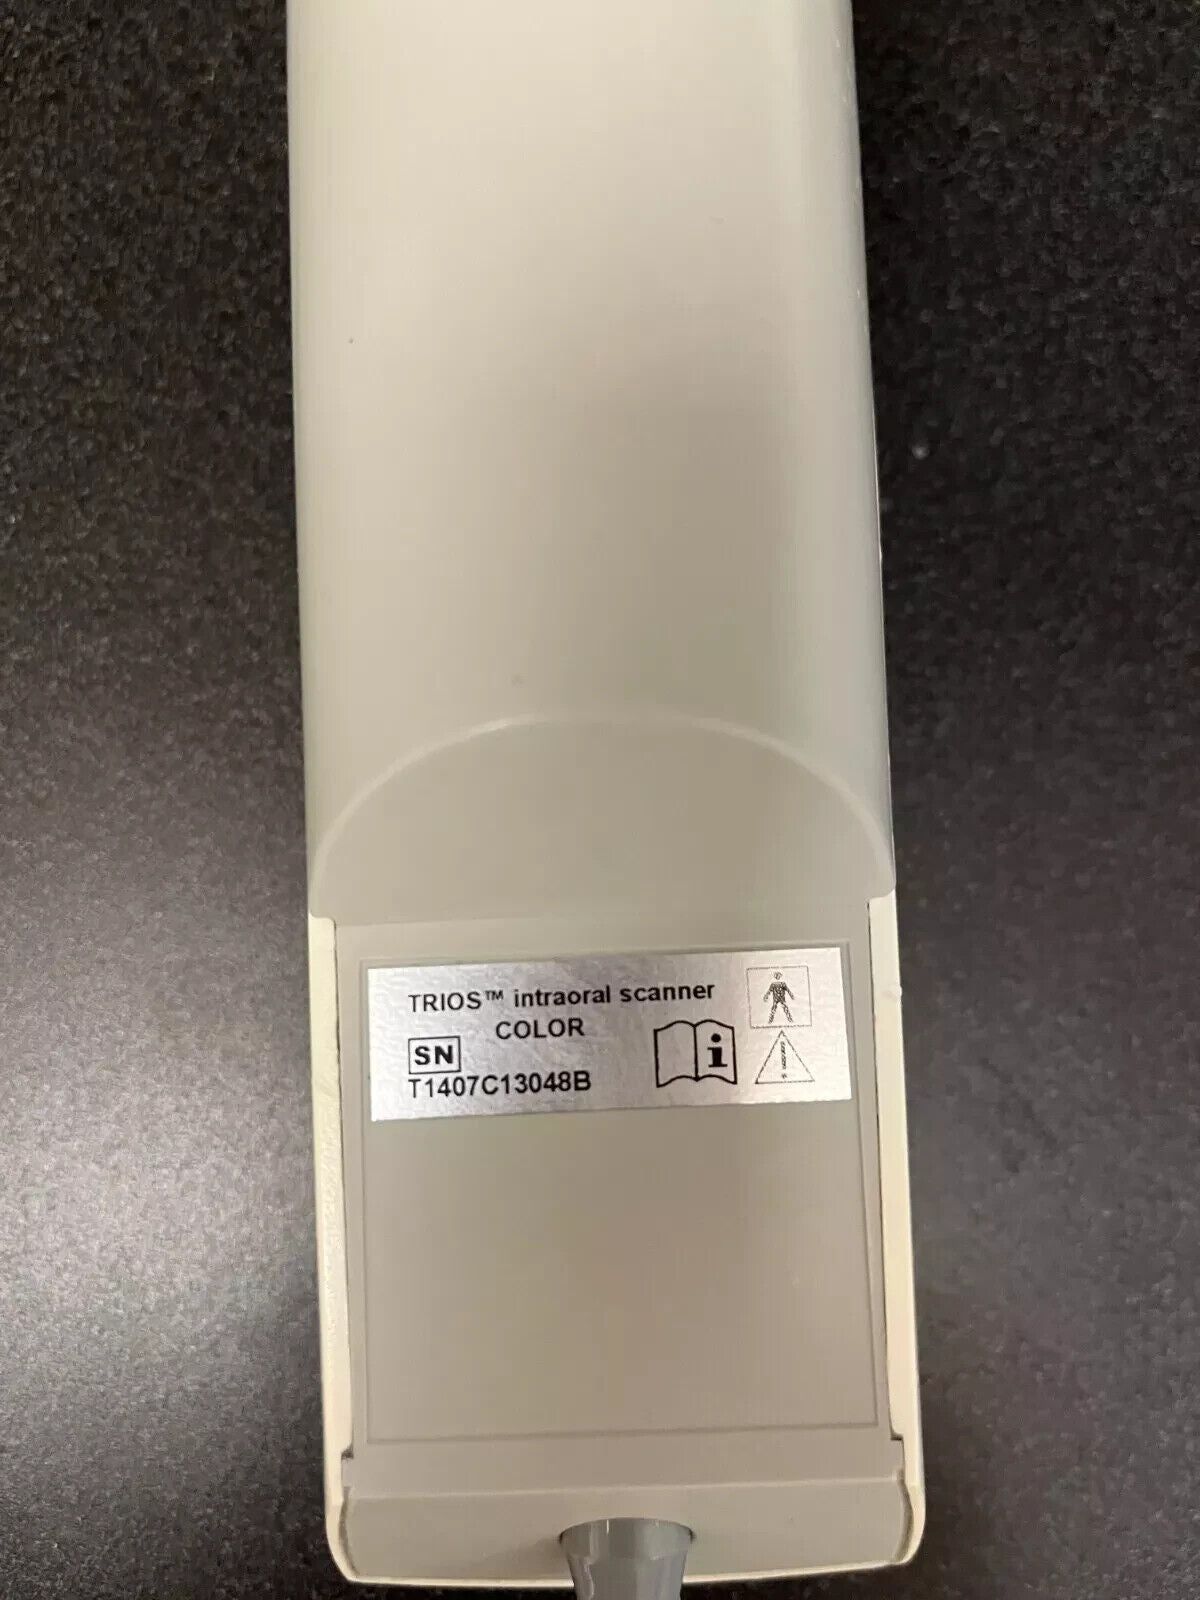 TRIOS™ intraoral scanner
COLOR
SN
T1407C13048B
i